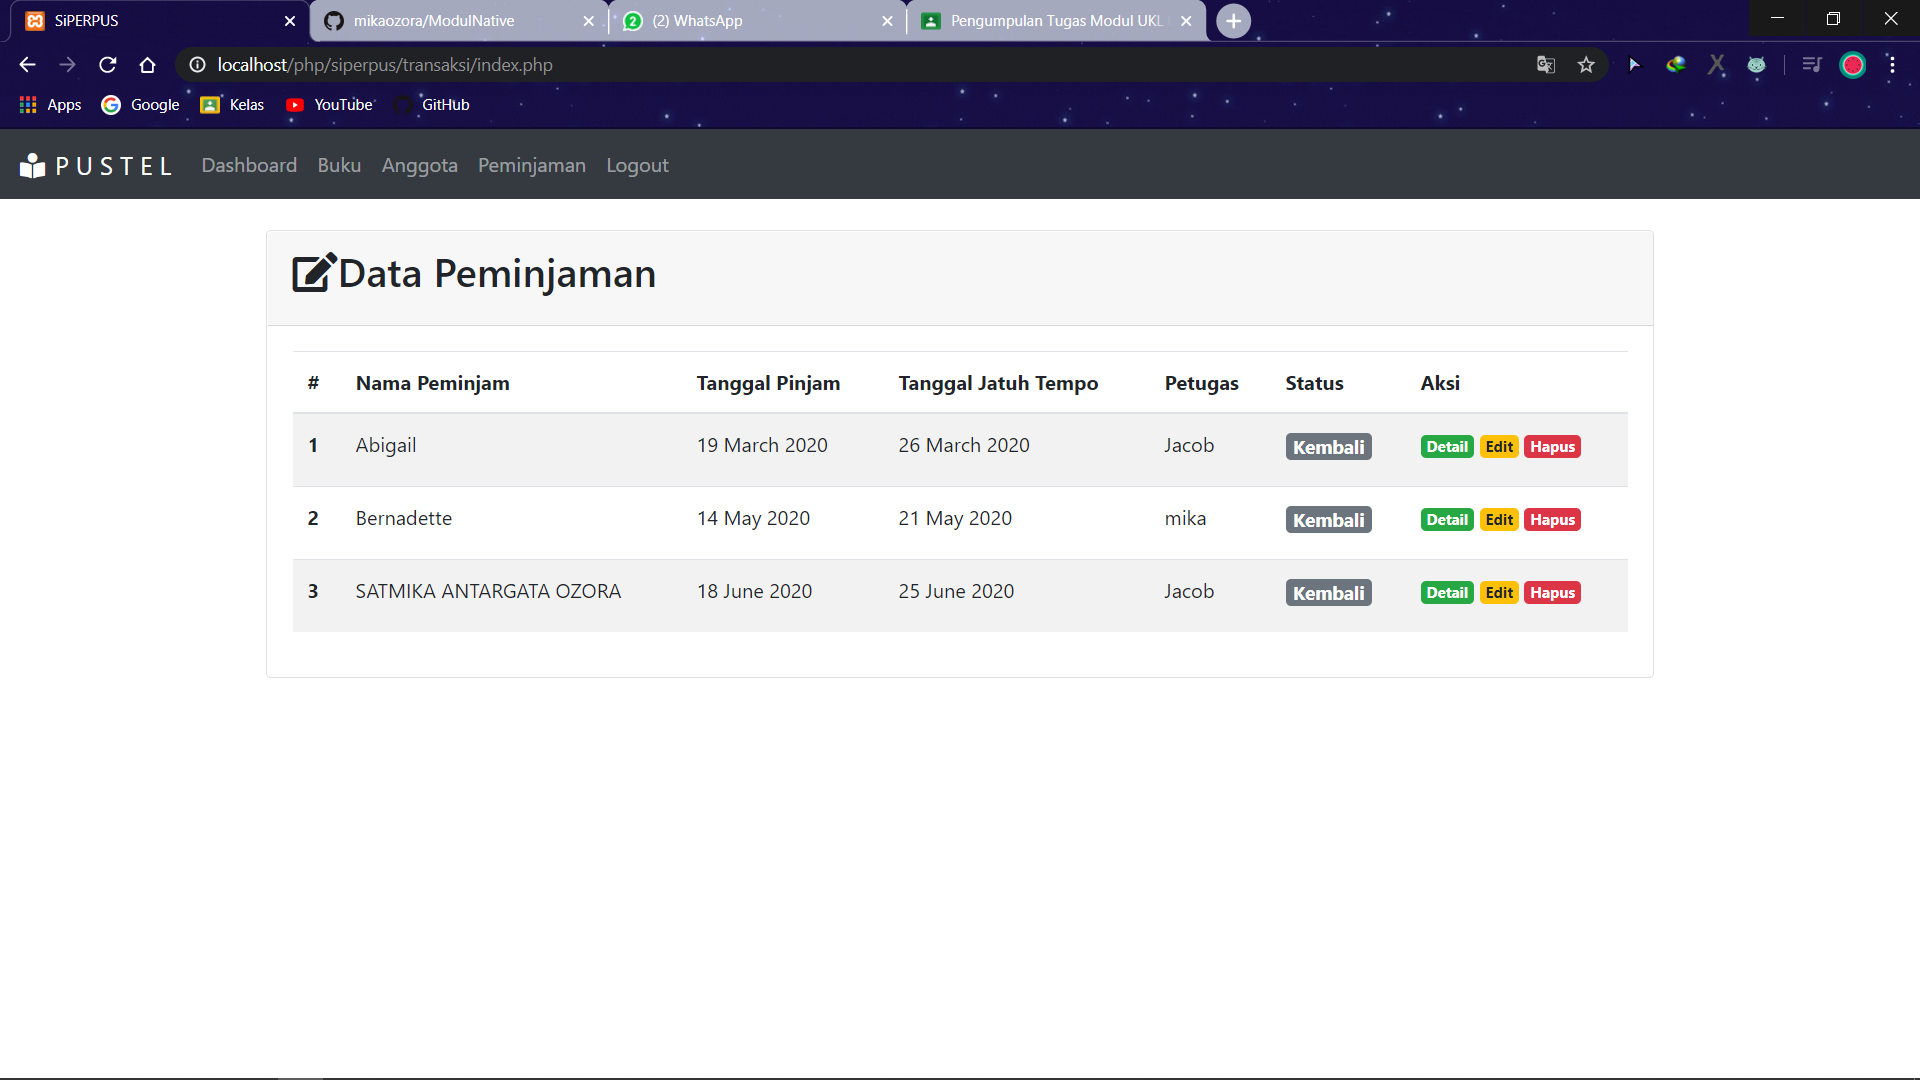 SiPERPUS
mikaozora/ModulNative
(2) WhatsApp
Pengumpulan Tugas Modul UKL
localhost/php/siperpus/transaksi/index.php
Apps Google Kelas YouTube GitHub
PUSTEL Dashboard Buku Anggota Peminjaman Logout
Data Peminjaman
# Nama Peminjam Tanggal Pinjam Tanggal Jatuh Tempo Petugas Status Aksi
1 Abigail 19 March 2020 26 March 2020 Jacob Kembali Detail Edit Hapus
2 Bernadette 14 May 2020 21 May 2020 mika Kembali Detail Edit Hapus
3 SATMIKA ANTARGATA OZORA 18 June 2020 25 June 2020 Jacob Kembali Detail Edit Hapus